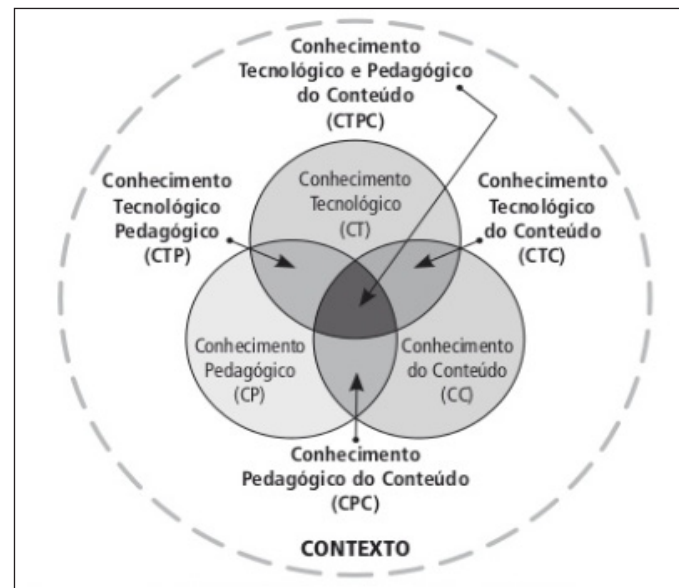 Conhecimento
Tecnológico e Pedagógico
do Conteúdo
(CTPC)
Conhecimento
Tecnológico
Pedagógico
(CTP)
Conhecimento
Tecnológico
(CT)
Conhecimento
Tecnológico
do Conteúdo
(CTC)
Conhecimento
Pedagógico
(CP)
Conhecimento
do Conteúdo
(CC)
Conhecimento
Pedagógico do Conteúdo
(CPC)
CONTEXTO